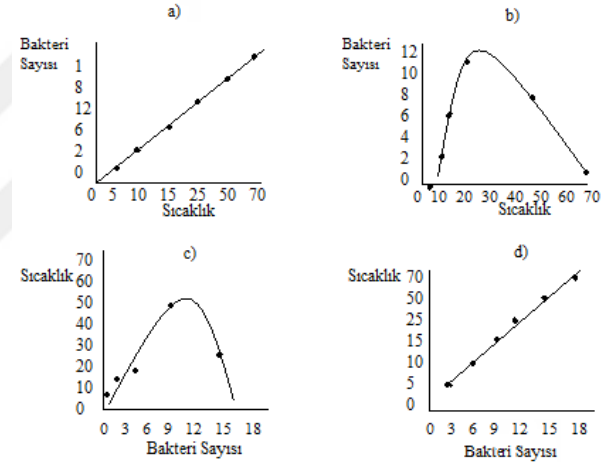 a)
Bakteri
Sayısı
1
8
12
6
2
0
0 5 10 15 25 50 70
Sıcaklık
b)
Bakteri
Sayısı
12
10
8
6
4
2
0
0 10 20 30 40 50 60 70
Sıcaklık
c)
Sıcaklık
70
60
50
40
30
20
10
0
0 3 6 9 12 15 18
Bakteri Sayısı
d)
Sıcaklık
70
50
25
15
10
5
0
0 3 6 9 12 15 18
Bakteri Sayısı